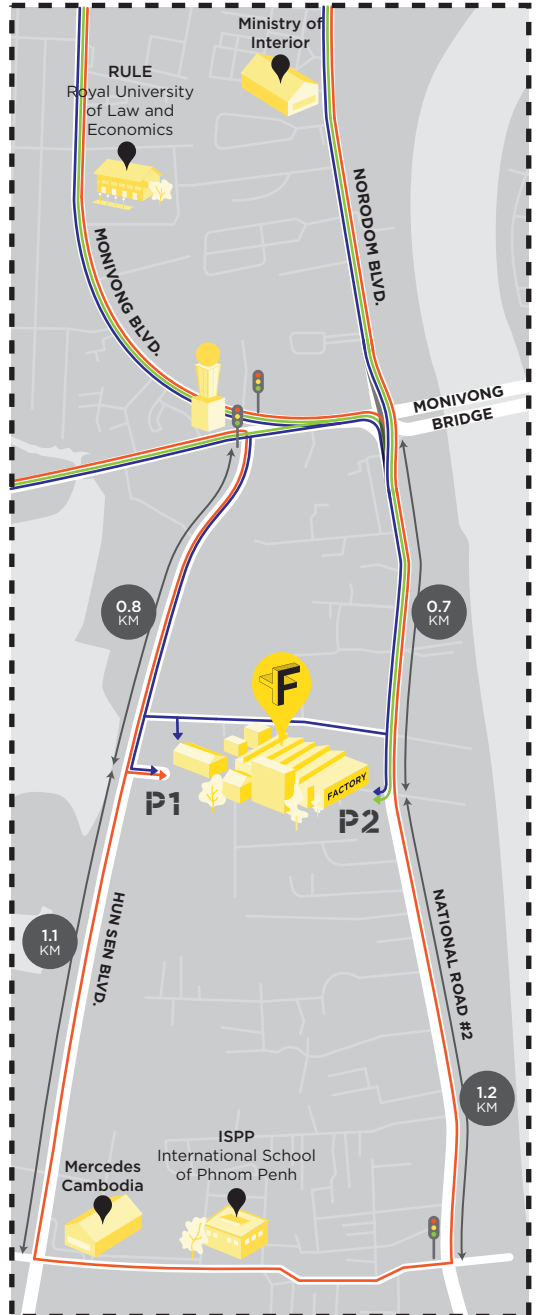 Ministry of
Interior
RULE
Royal University
of Law and
Economics
NORODOM BLVD.
MONIVONG BLVD.
MONIVONG
BRIDGE
0.8
KM
0.7
KM
F
FACTORY
P1
P2
HUN SEN BLVD.
NATIONAL ROAD #2
1.1
KM
1.2
KM
ISPP
International School
of Phnom Penh
Mercedes
Cambodia